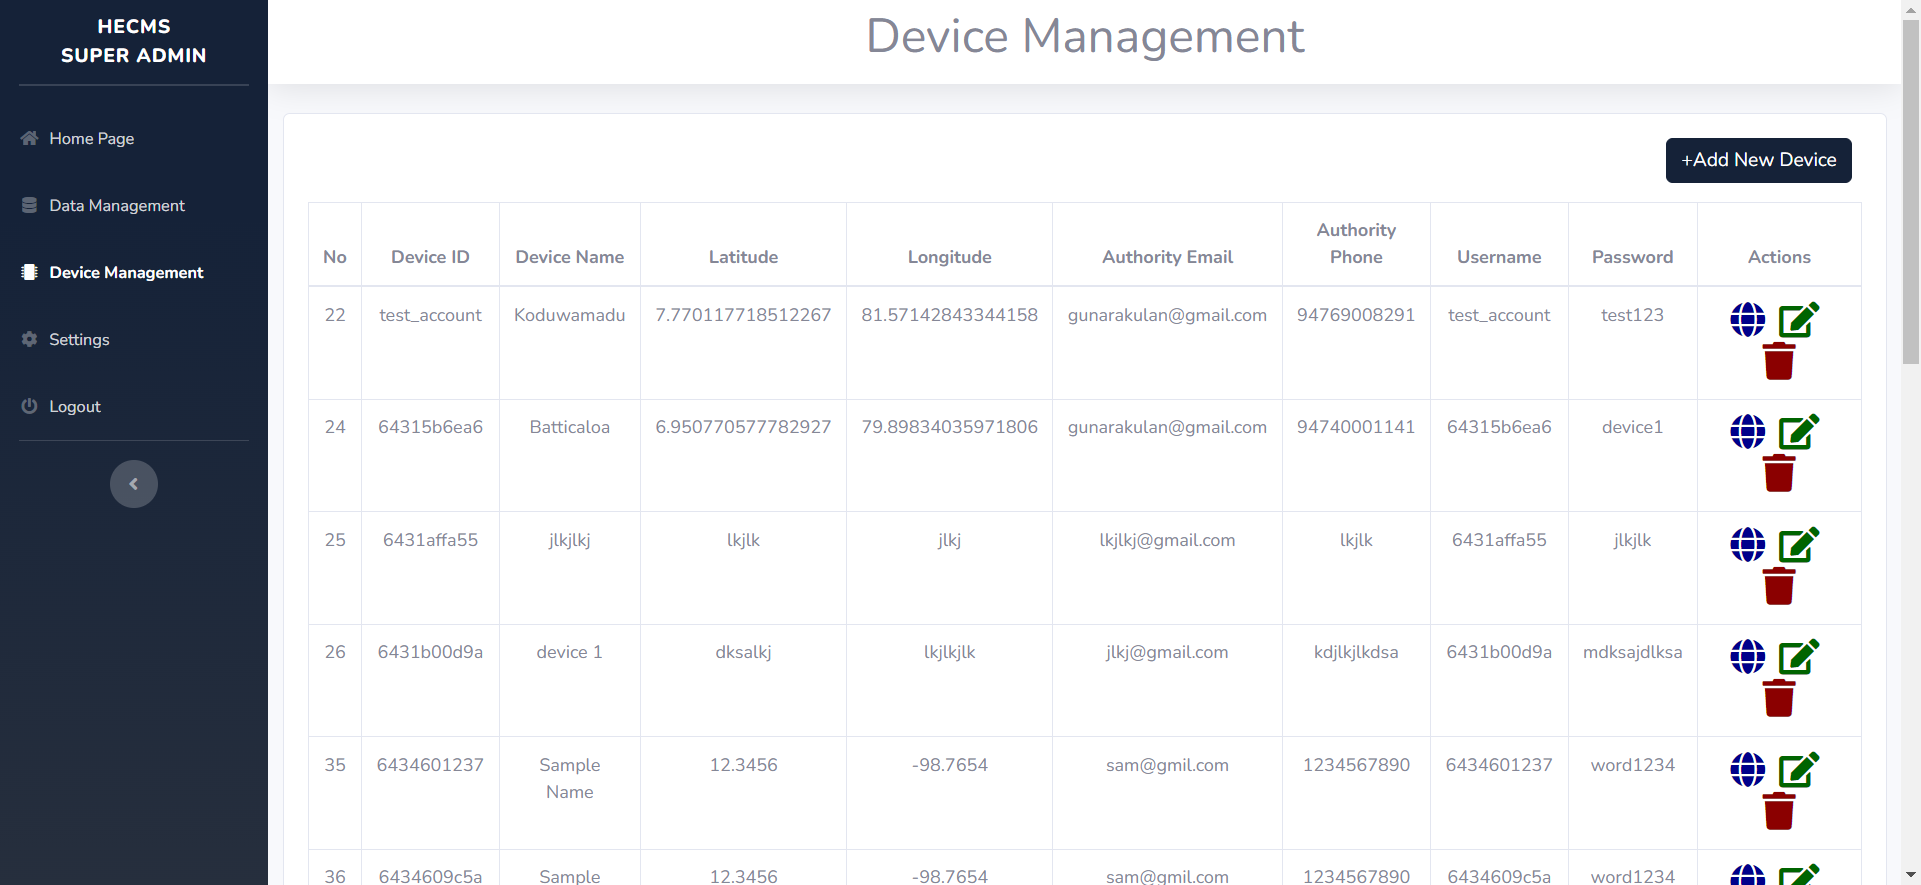 HECMS
SUPER ADMIN
Home Page
Data Management
Device Management
Settings
Logout
Device Management
+Add New Device
No Device ID Device Name Latitude Longitude Authority Email Authority Phone Username Password Actions
22 test_account Koduwamadu 7.770117718512267 81.57142843344158 gunarakulan@gmail.com 94769008291 test_account test123
24 64315b6ea6 Batticaloa 6.950770577782927 79.89834035971806 gunarakulan@gmail.com 94740001141 64315b6ea6 device1
25 6431affa55 jlkjlkj lkjlk jlkj lkjlkj@gmail.com lkjlk 6431affa55 jlkjlk
26 6431b00d9a device 1 dksalkj lkjlkjlk jlkj@gmail.com kdjlkjlkdsa 6431b00d9a mdksajdlksa
35 6434601237 Sample Name 12.3456 -98.7654 sam@gmil.com 1234567890 6434601237 word1234
36 6434609c5a Sample 12.3456 -98.7654 sam@gmil.com 1234567890 6434609c5a word1234